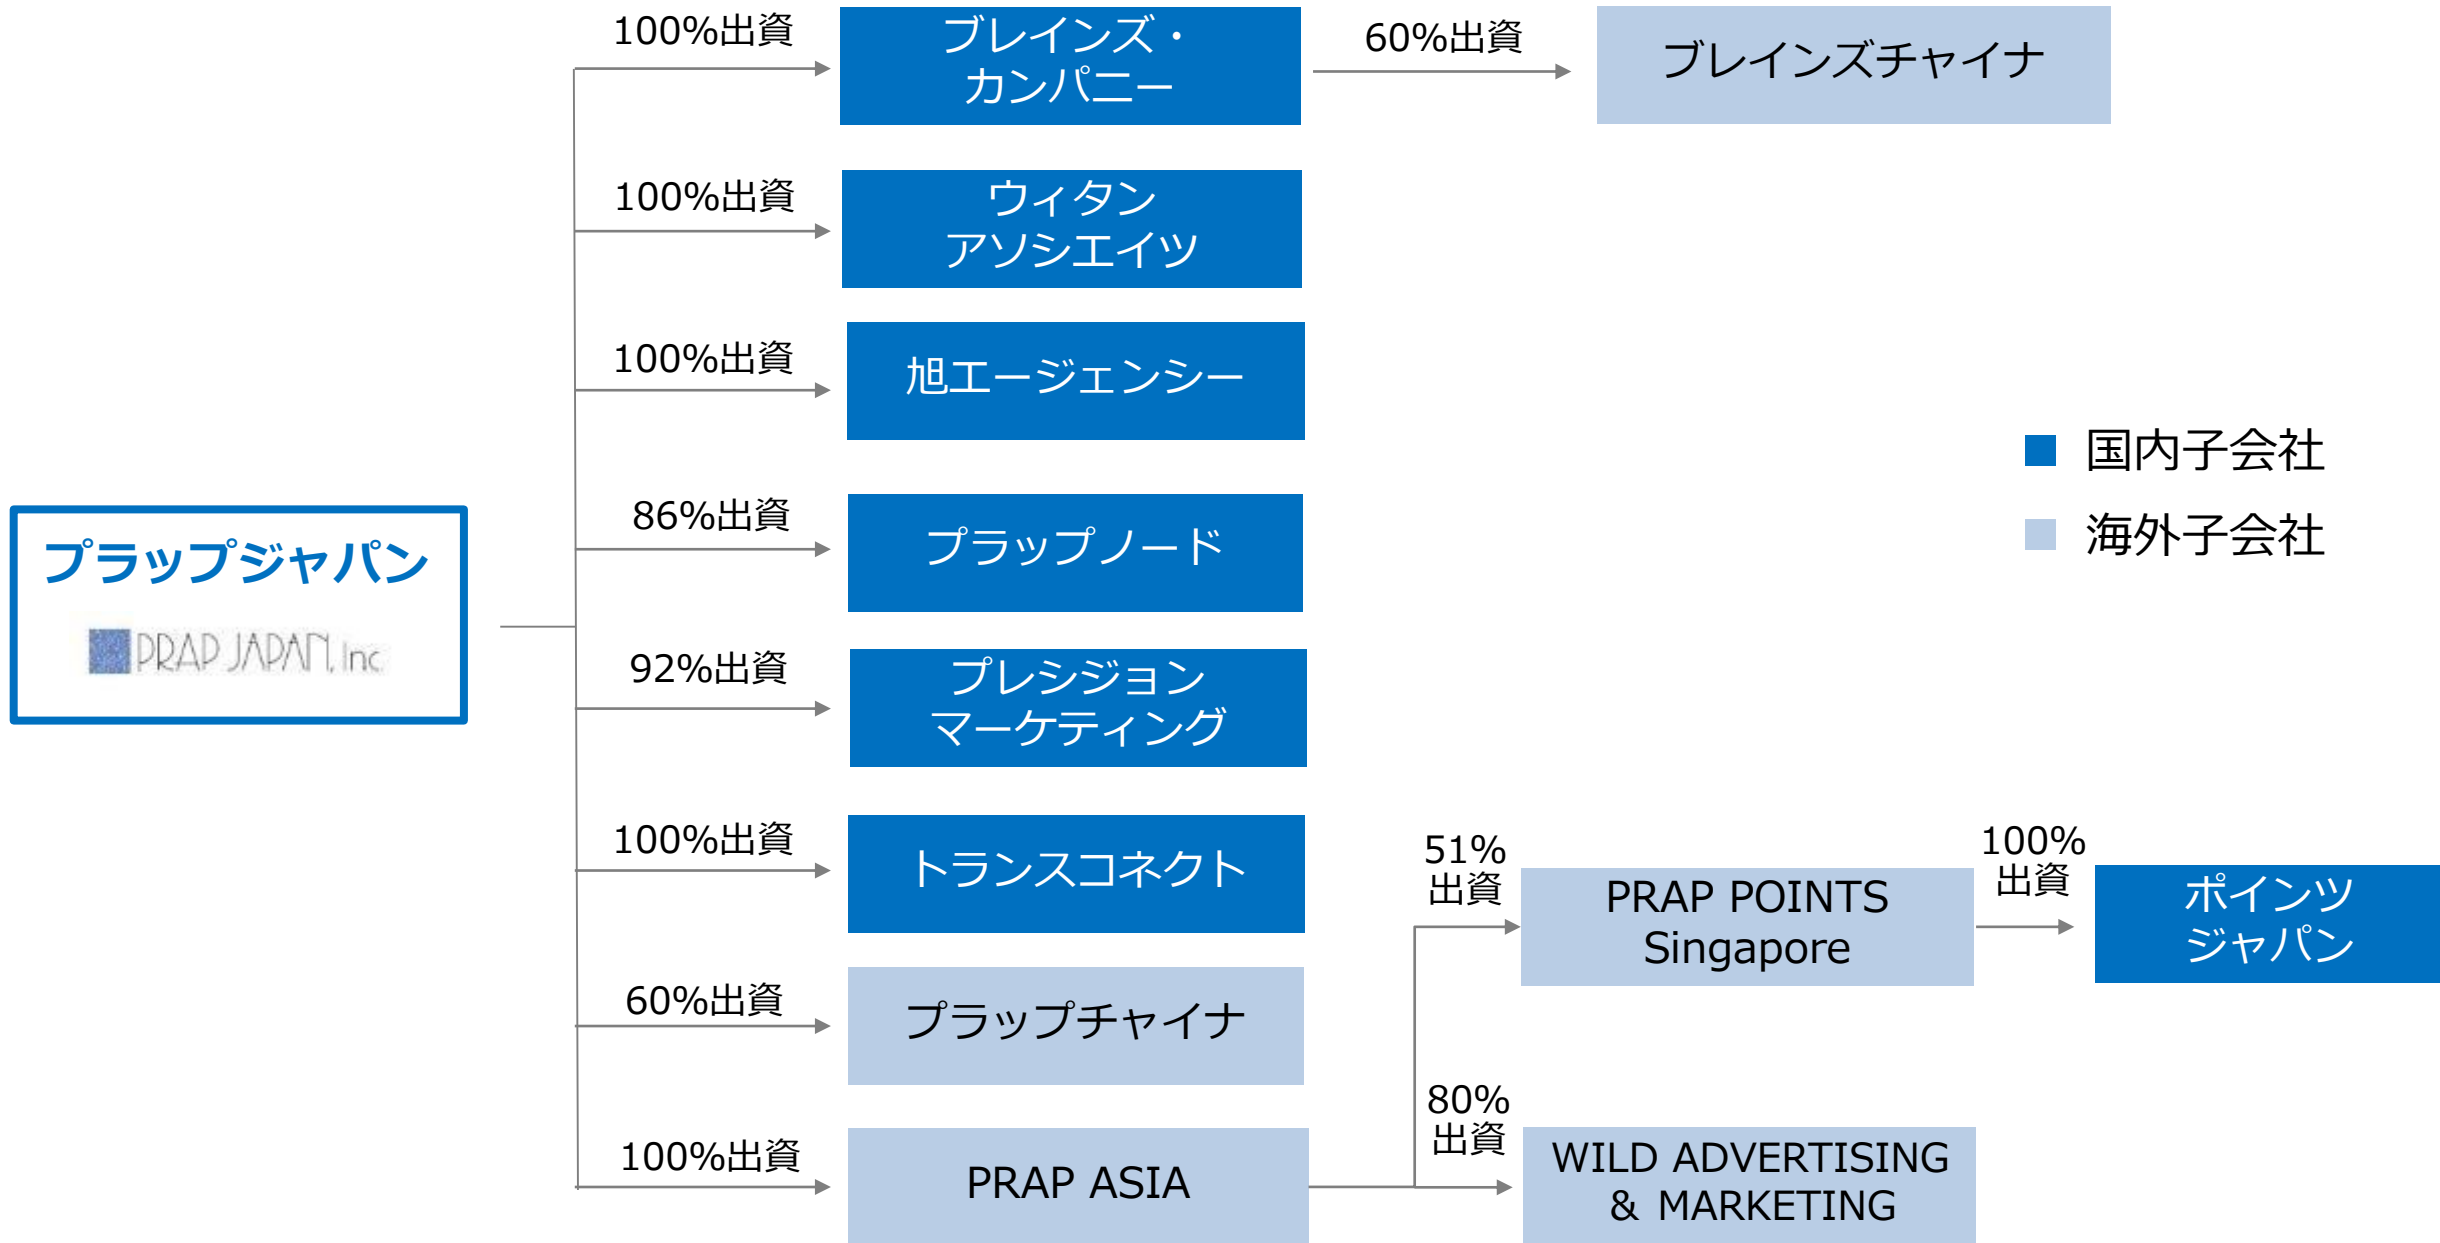 100%出資
ブレインズ・
カンパニー
60%出資
ブレインズチャイナ
100%出資
ウィタン
アソシエイツ
100%出資
旭エージェンシー
国内子会社
海外子会社
86%出資
プラップノード
プラップジャパン
PRAP JAPAN, Inc.
92%出資
プレシジョン
マーケティング
100%出資
トランスコネクト
51%
出資
PRAP POINTS
Singapore
100%
出資
ポインツ
ジャパン
60%出資
プラップチャイナ
100%出資
PRAP ASIA
80%
出資
WILD ADVERTISING
& MARKETING